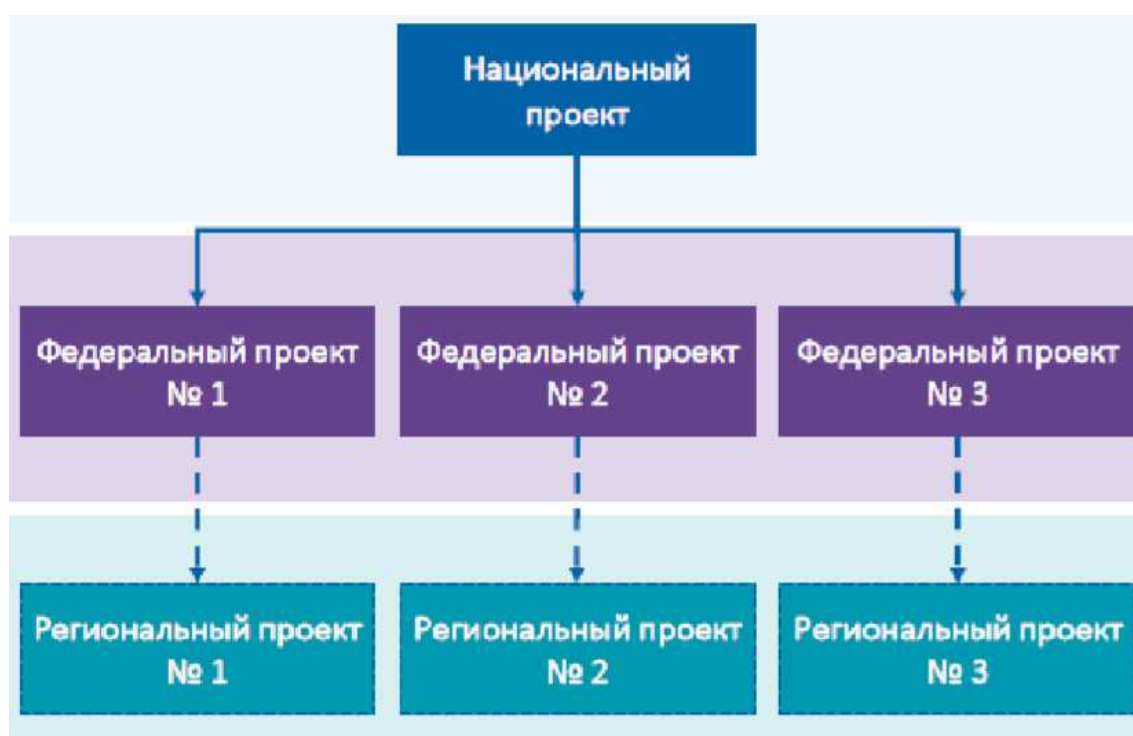 Национальный
проект
Федеральный проект
№ 1
Федеральный проект
№ 2
Федеральный проект
№ 3
Региональный проект
№ 1
Региональный проект
№ 2
Региональный проект
№ 3